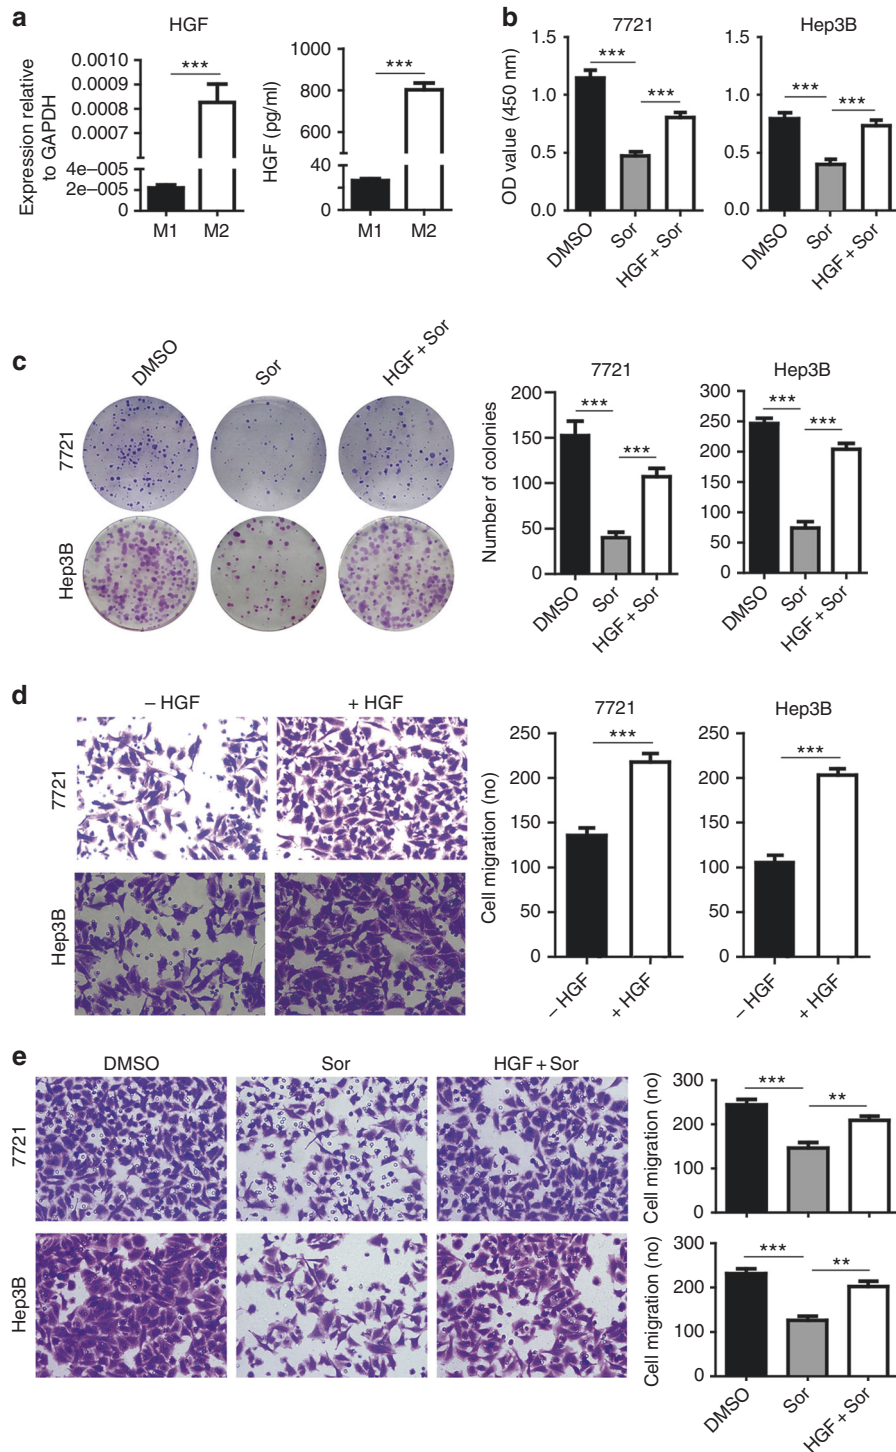 a
HGF
***
0.0010
0.0009
0.0008
0.0007
4e–005
2e–005
0
Expression relative
to GAPDH
M1 M2
***
1000
800
600
40
20
0
HGF (pg/ml)
M1 M2
b
7721
***
***
1.5
1.0
0.5
0.0
OD value (450 nm)
DMSO
Sor
HGF + Sor
Hep3B
***
***
1.5
1.0
0.5
0.0
DMSO
Sor
HGF + Sor
c
DMSO
Sor
HGF + Sor
7721
Hep3B
7721
***
***
200
150
100
50
0
Number of colonies
DMSO
Sor
HGF + Sor
Hep3B
***
***
300
250
200
150
100
50
0
DMSO
Sor
HGF + Sor
d
– HGF + HGF
7721
Hep3B
7721
***
250
200
150
100
50
0
Cell migration (no)
– HGF
+ HGF
Hep3B
***
250
200
150
100
50
0
– HGF
+ HGF
e
DMSO Sor HGF + Sor
7721
Hep3B
***
**
300
200
100
0
Cell migration (no)
***
**
300
200
100
0
Cell migration (no)
DMSO
Sor
HGF + Sor